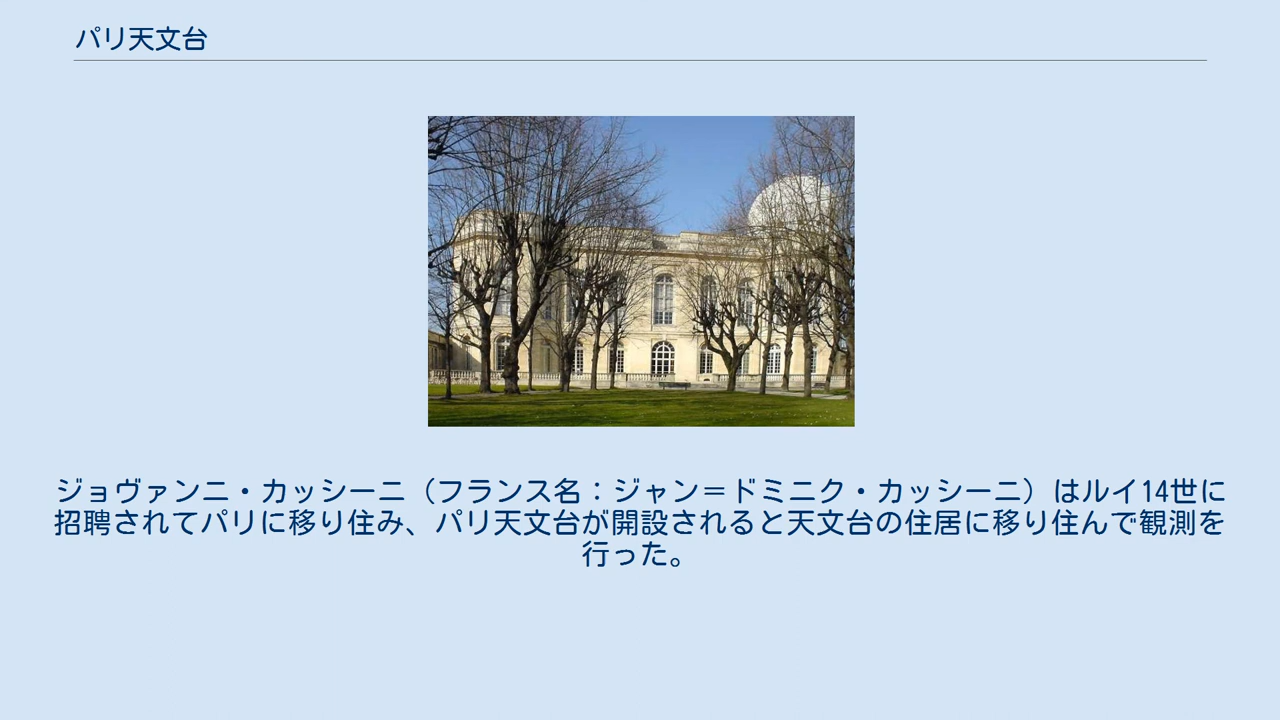 パリ天文台
ジョヴァンニ・カッシーニ（フランス名：ジャン＝ドミニク・カッシーニ）はルイ14世に
招聘されてパリに移り住み、パリ天文台が開設されると天文台の住居に移り住んで観測を
行った。